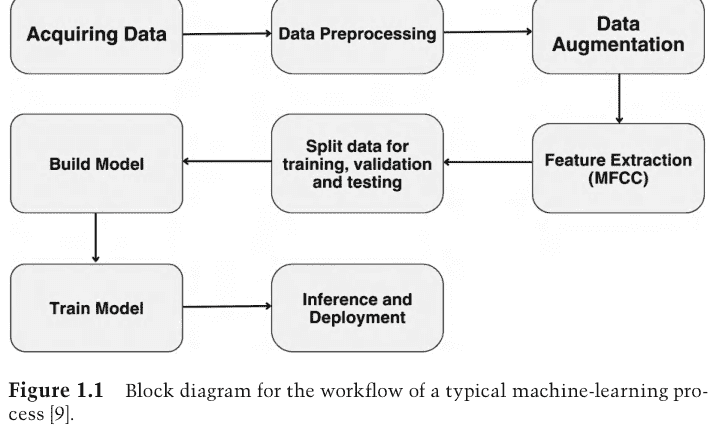 Acquiring Data
Data Preprocessing
Data
Augmentation
Feature Extraction
(MFCC)
Split data for
training, validation
and testing
Build Model
Train Model
Inference and
Deployment
Figure 1.1 Block diagram for the workflow of a typical machine-learning pro-
cess [9].